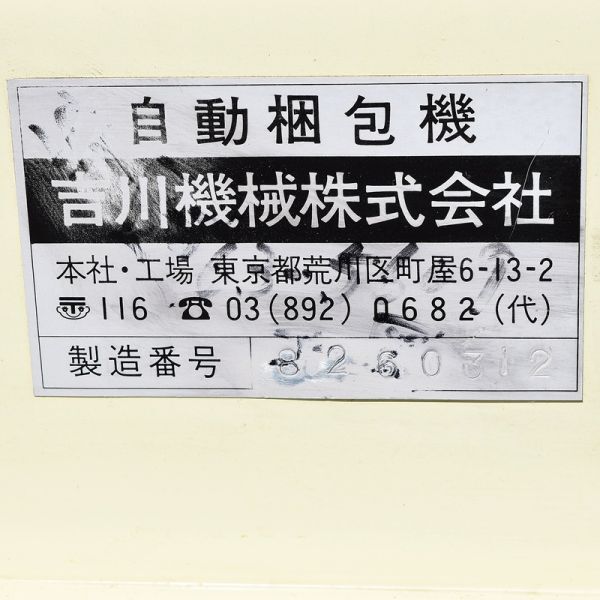 自動梱包機
吉川機械株式会社
本社・工場 東京都荒川区町屋6-13-2
〠116 ☎03(892)0682(代)
製造番号 8260312